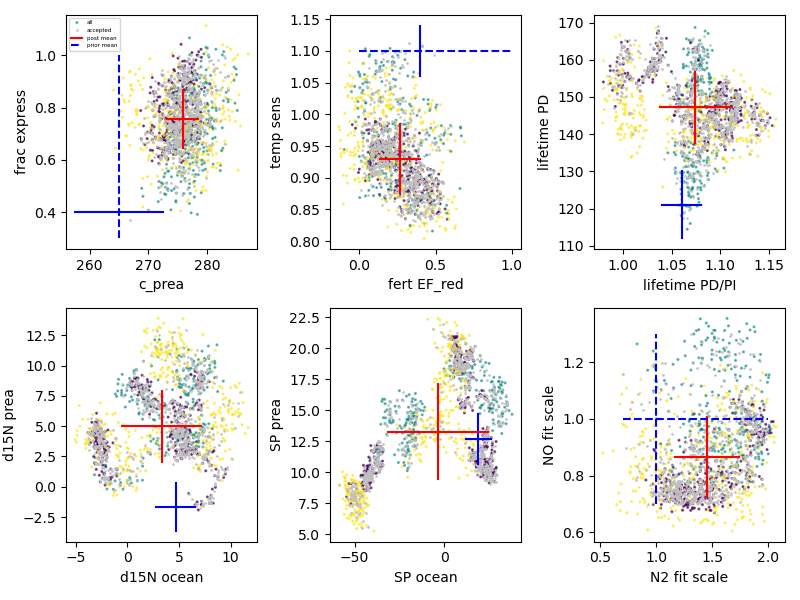 all
accepted
post mean
prior mean
frac express
1.0
0.8
0.6
0.4
260 270 280
c_prea
temp sens
1.15
1.10
1.05
1.00
0.95
0.90
0.85
0.80
0.0 0.5 1.0
fert EF_red
lifetime PD
170
160
150
140
130
120
110
1.00 1.05 1.10 1.15
lifetime PD/PI
d15N prea
12.5
10.0
7.5
5.0
2.5
0.0
−2.5
−5 0 5 10
d15N ocean
SP prea
22.5
20.0
17.5
15.0
12.5
10.0
7.5
5.0
−50 0
SP ocean
NO fit scale
1.2
1.0
0.8
0.6
0.5 1.0 1.5 2.0
N2 fit scale